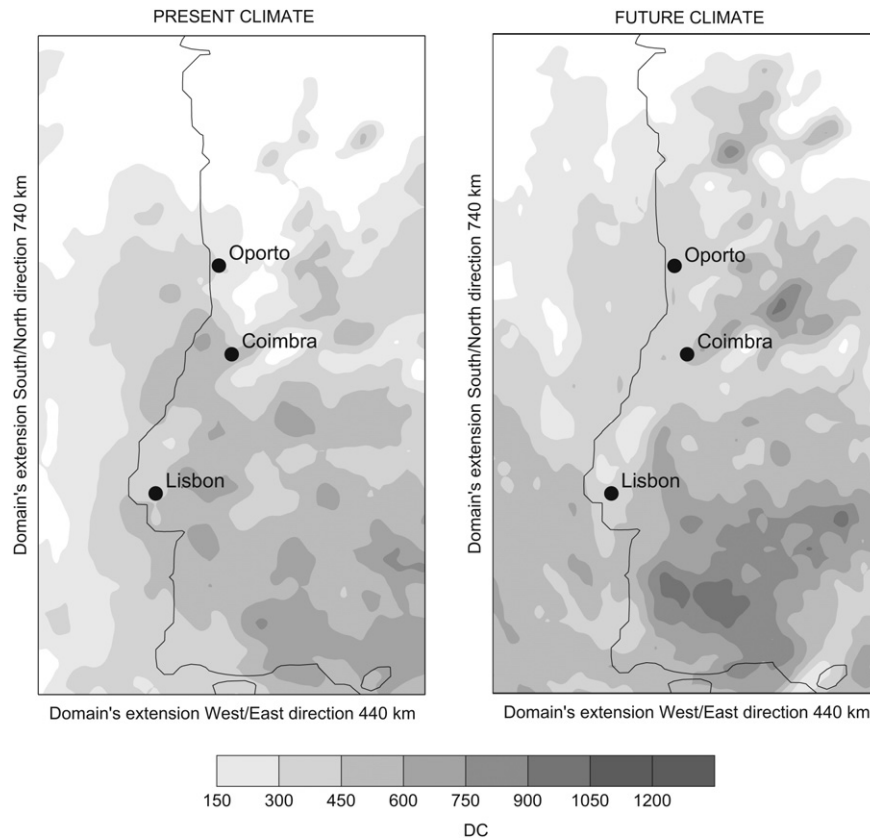 PRESENT CLIMATE
Domain's extension South/North direction 740 km
Oporto
Coimbra
Lisbon
Domain's extension West/East direction 440 km
FUTURE CLIMATE
Domain's extension South/North direction 740 km
Oporto
Coimbra
Lisbon
Domain's extension West/East direction 440 km
150 300 450 600 750 900 1050 1200
DC